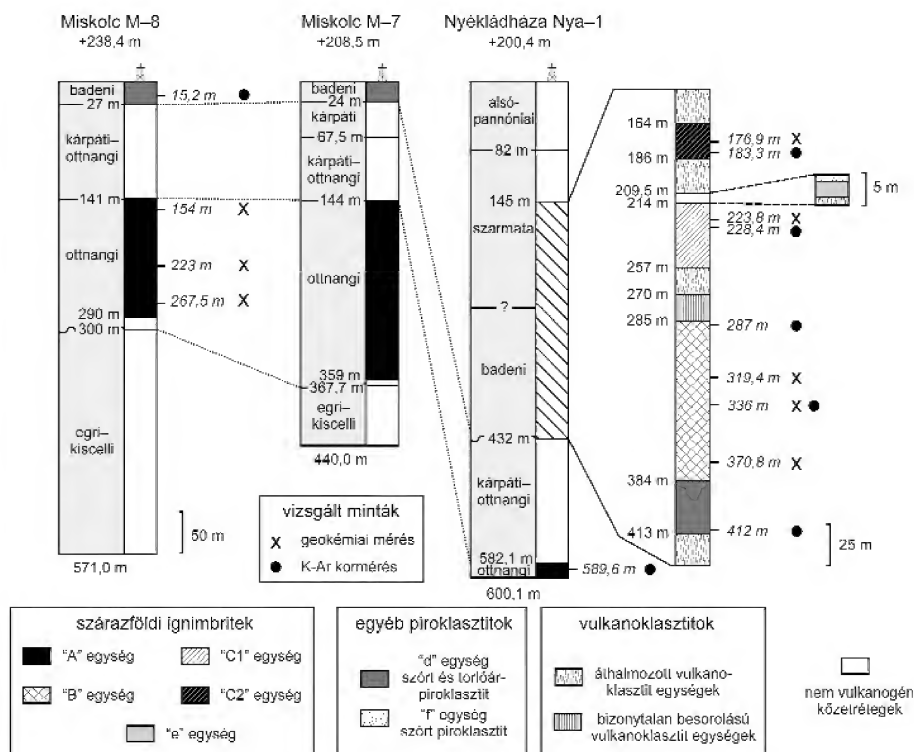 Miskolc M–8
+238,4 m
Miskolc M–7
+208,5 m
Nyékládháza Nya–1
+200,4 m
badeni
27 m
15,2 m
kárpáti–
ottnangi
141 m
154 m
ottnangi
223 m
267,5 m
290 m
300 m
egri–
kiscelli
571,0 m
50 m
badeni
24 m
kárpáti
67,5 m
kárpáti–
ottnangi
144 m
ottnangi
359 m
367,7 m
egri–
kiscelli
440,0 m
alsó-
pannóniai
82 m
145 m
szarmata
?
badeni
432 m
kárpáti–
ottnangi
582,1 m
ottnangi
589,6 m
600,1 m
164 m
176,9 m X
183,3 m
186 m
209,5 m
214 m
5 m
223,8 m X
228,4 m
257 m
270 m
285 m
287 m
319,4 m X
336 m X
370,8 m X
384 m
413 m
412 m
25 m
vizsgált minták
X geokémiai mérés
K-Ar kormérés
szárazföldi ignimbritek
"A" egység
"C1" egység
"B" egység
"C2" egység
"e" egység
egyéb piroklasztitok
"d" egység
szórt és torlóár-
piroklasztit
"f" egység
szórt piroklasztit
vulkanoklasztitok
áthalmozott vulkano-
klasztit egységek
bizonytalan besorolású
vulkanoklasztit egységek
nem vulkanogén
kőzetrétegek